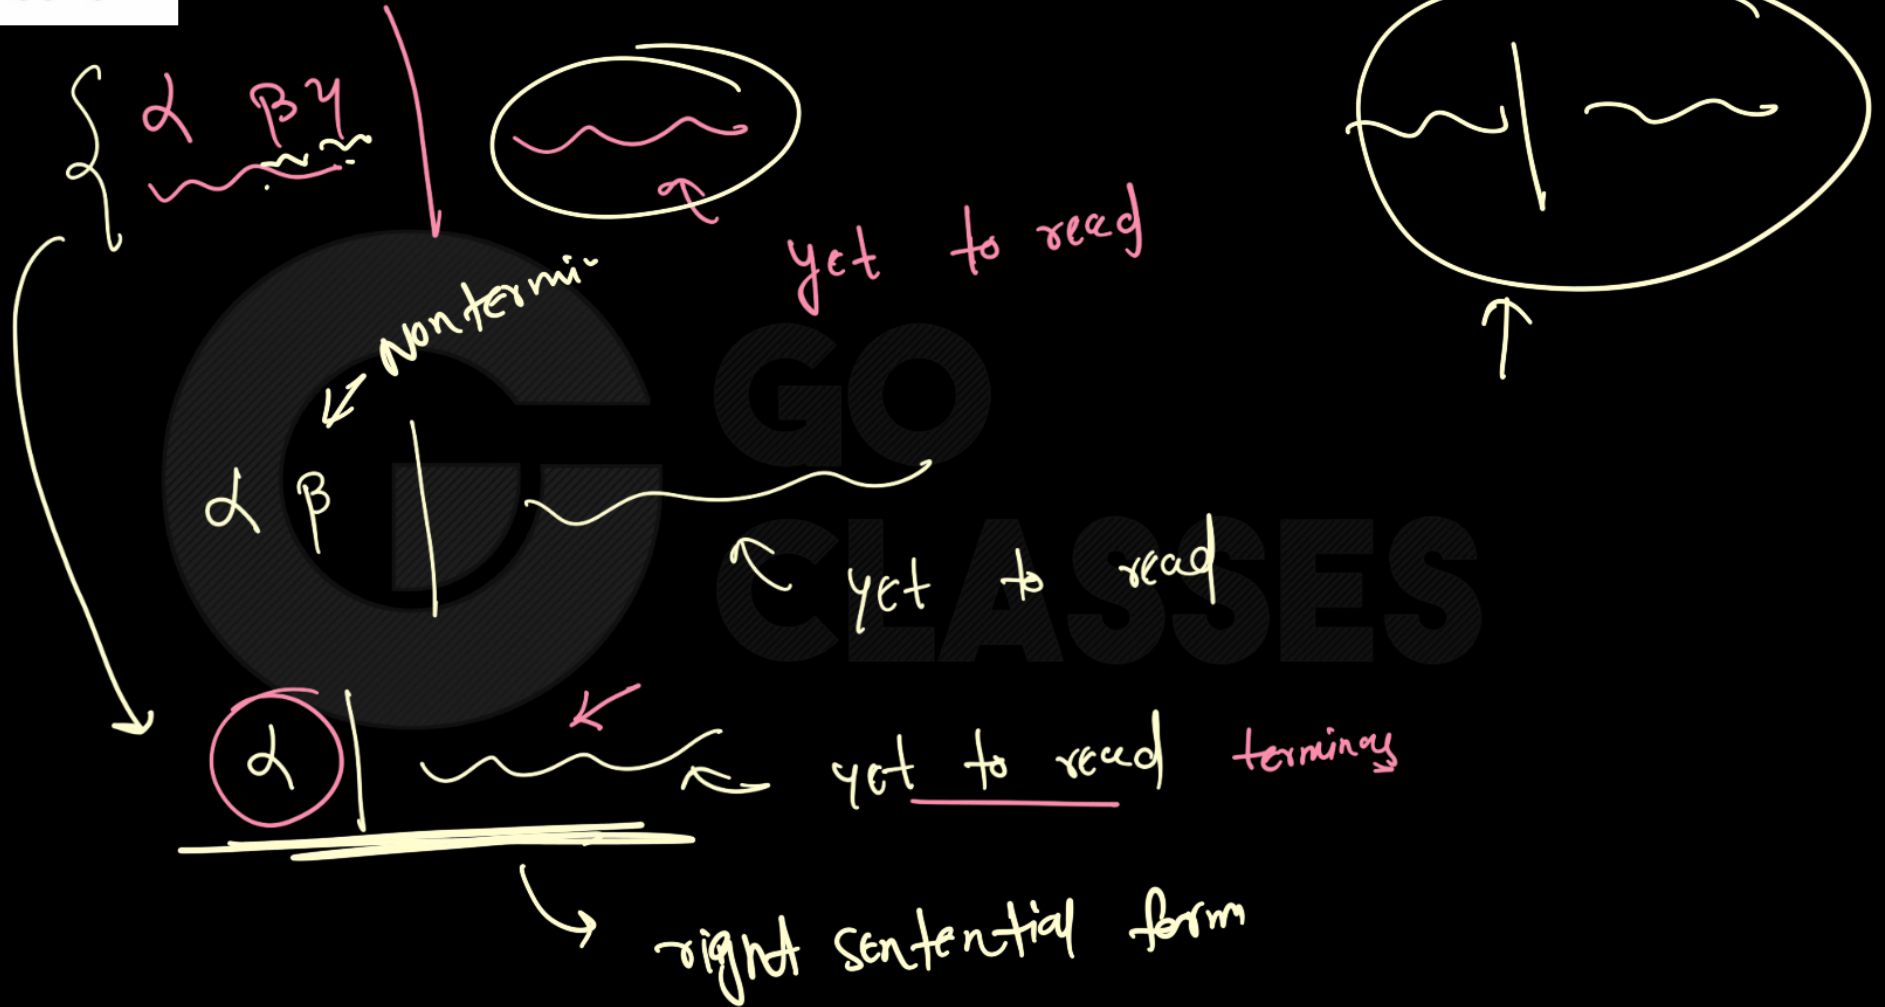 α βγ
yet to read
Nontermi
GO
α β
CLASSES
yet to read
α yet to read terminals
right sentential form